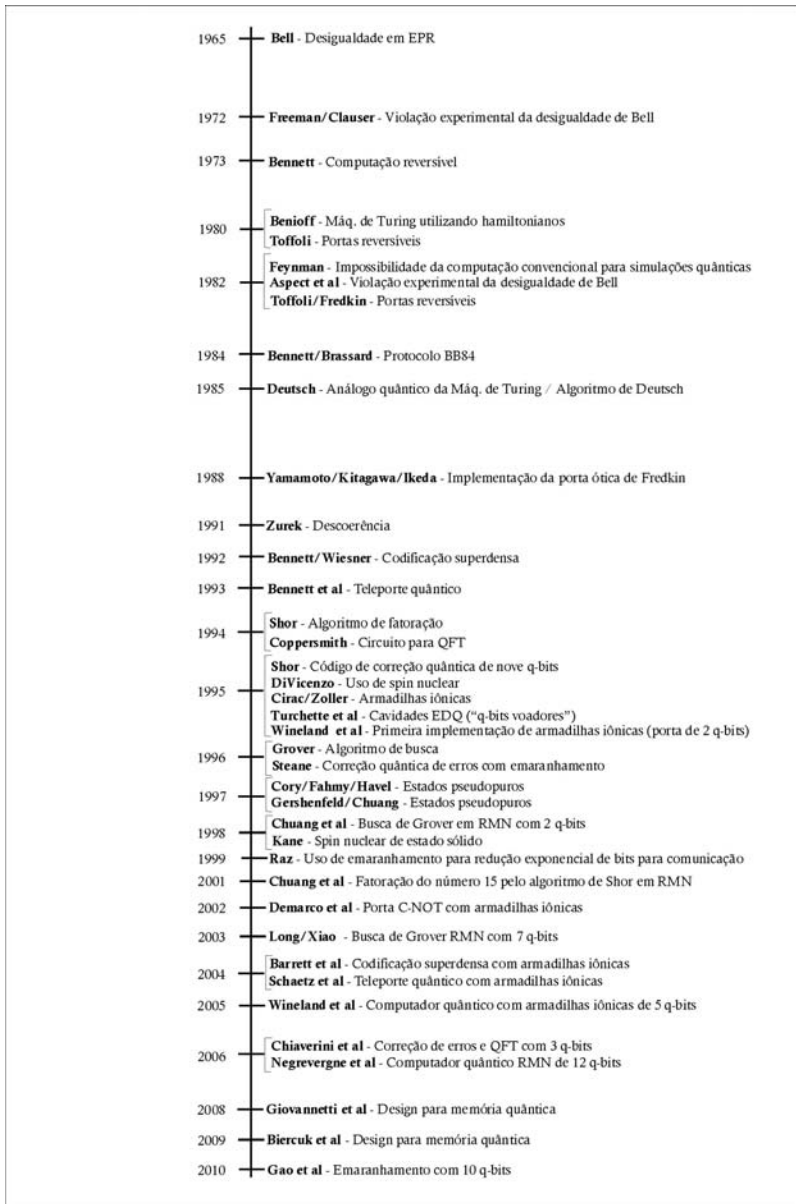 1965 Bell - Desigualdade em EPR
1972 Freeman/Clauser - Violação experimental da desigualdade de Bell
1973 Bennett - Computação reversível
1980 Benioff - Máq. de Turing utilizando hamiltonianos
Toffoli - Portas reversíveis
1982 Feynman - Impossibilidade da computação convencional para simulações quânticas
Aspect et al - Violação experimental da desigualdade de Bell
Toffoli/Fredkin - Portas reversíveis
1984 Bennett/Brassard - Protocolo BB84
1985 Deutsch - Análogo quântico da Máq. de Turing / Algoritmo de Deutsch
1988 Yamamoto/Kitagawa/Ikeda - Implementação da porta ótica de Fredkin
1991 Zurek - Descoerência
1992 Bennett/Wiesner - Codificação superdensa
1993 Bennett et al - Teleporte quântico
1994 Shor - Algoritmo de fatoração
Coppersmith - Circuito para QFT
1995 Shor - Código de correção quântica de nove q-bits
DiVicenzo - Uso de spin nuclear
Cirac/Zoller - Armadilhas iônicas
Turchette et al - Cavidades EDQ (“q-bits voadores”)
Wineland et al - Primeira implementação de armadilhas iônicas (porta de 2 q-bits)
1996 Grover - Algoritmo de busca
Steane - Correção quântica de erros com emaranhamento
1997 Cory/Fahmy/Havel - Estados pseudopuros
Gershenfeld/Chuang - Estados pseudopuros
1998 Chuang et al - Busca de Grover em RMN com 2 q-bits
Kane - Spin nuclear de estado sólido
1999 Raz - Uso de emaranhamento para redução exponencial de bits para comunicação
2001 Chuang et al - Fatoração do número 15 pelo algoritmo de Shor em RMN
2002 Demarco et al - Porta C-NOT com armadilhas iônicas
2003 Long/Xiao - Busca de Grover RMN com 7 q-bits
2004 Barrett et al - Codificação superdensa com armadilhas iônicas
Schaetz et al - Teleporte quântico com armadilhas iônicas
2005 Wineland et al - Computador quântico com armadilhas iônicas de 5 q-bits
2006 Chiaverini et al - Correção de erros e QFT com 3 q-bits
Negrevergne et al - Computador quântico RMN de 12 q-bits
2008 Giovannetti et al - Design para memória quântica
2009 Biercuk et al - Design para memória quântica
2010 Gao et al - Emaranhamento com 10 q-bits